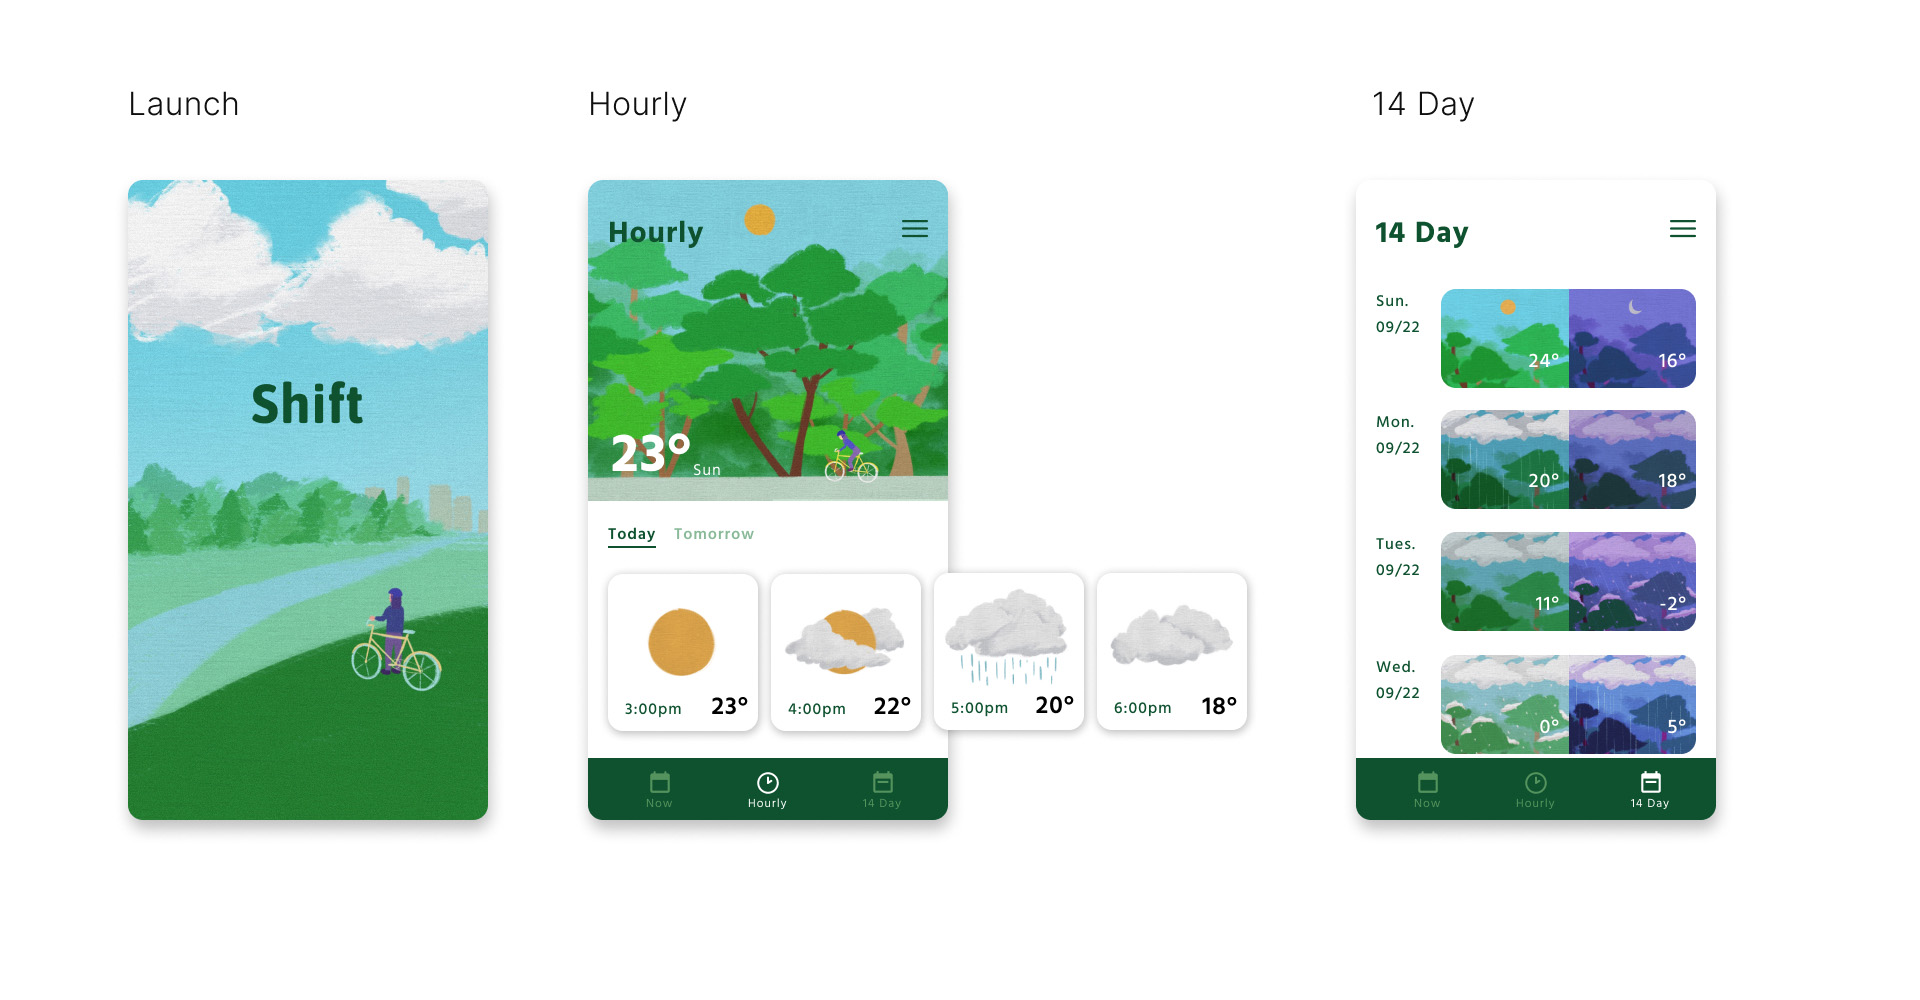 Launch
Hourly
14 Day
Shift
Hourly
23°
Sun
Today
Tomorrow
3:00pm
23°
4:00pm
22°
5:00pm
20°
6:00pm
18°
Now
Hourly
14 Day
14 Day
Sun.
09/22
24°
16°
Mon.
09/22
20°
18°
Tues.
09/22
11°
-2°
Wed.
09/22
0°
5°
Now
Hourly
14 Day